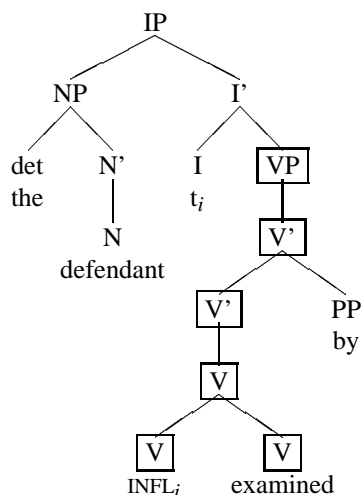 IP
NP I’
det N’ I VP
the t_i
N V’
defendant
V’ PP
by
V
V V
INFL_i examined